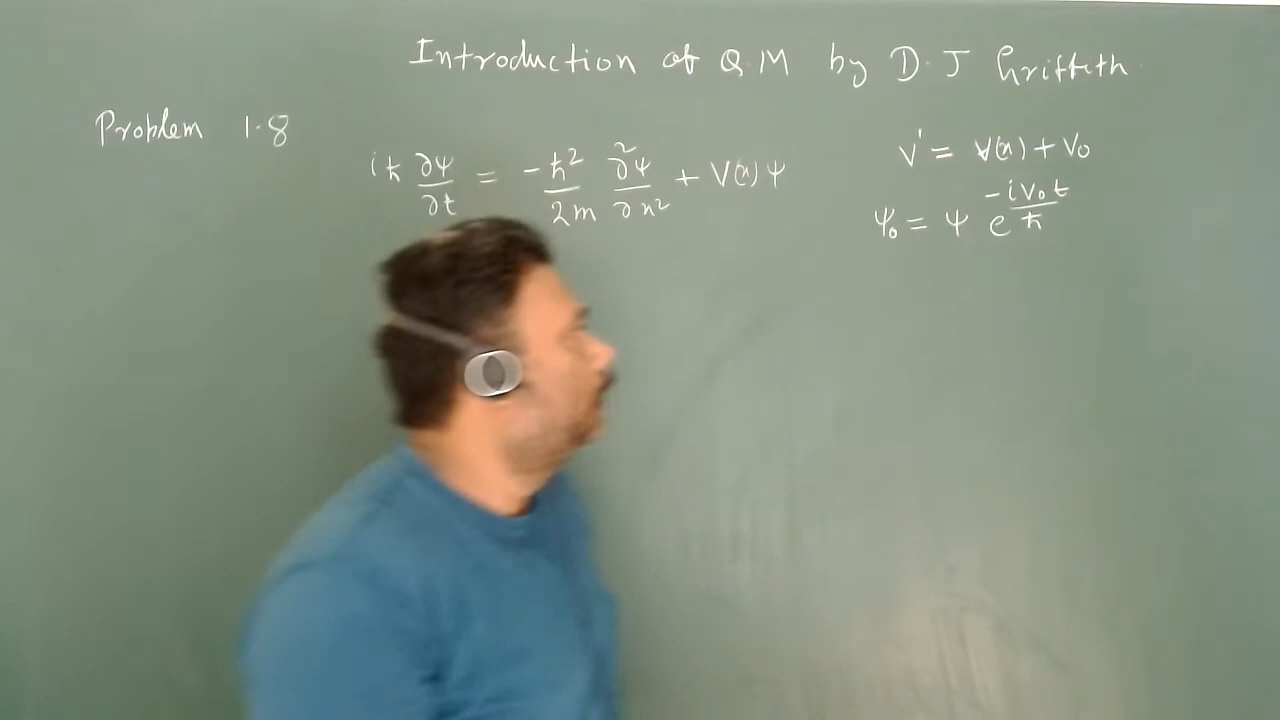 Introduction of Q.M by D.J Griffith
Problem 1.8
iℏ ∂Ψ/∂t = -ℏ²/2m ∂²Ψ/∂x² + V(x)Ψ
V' = V(x) + V₀
Ψ₀ = Ψ e^(-iV₀t/ℏ)